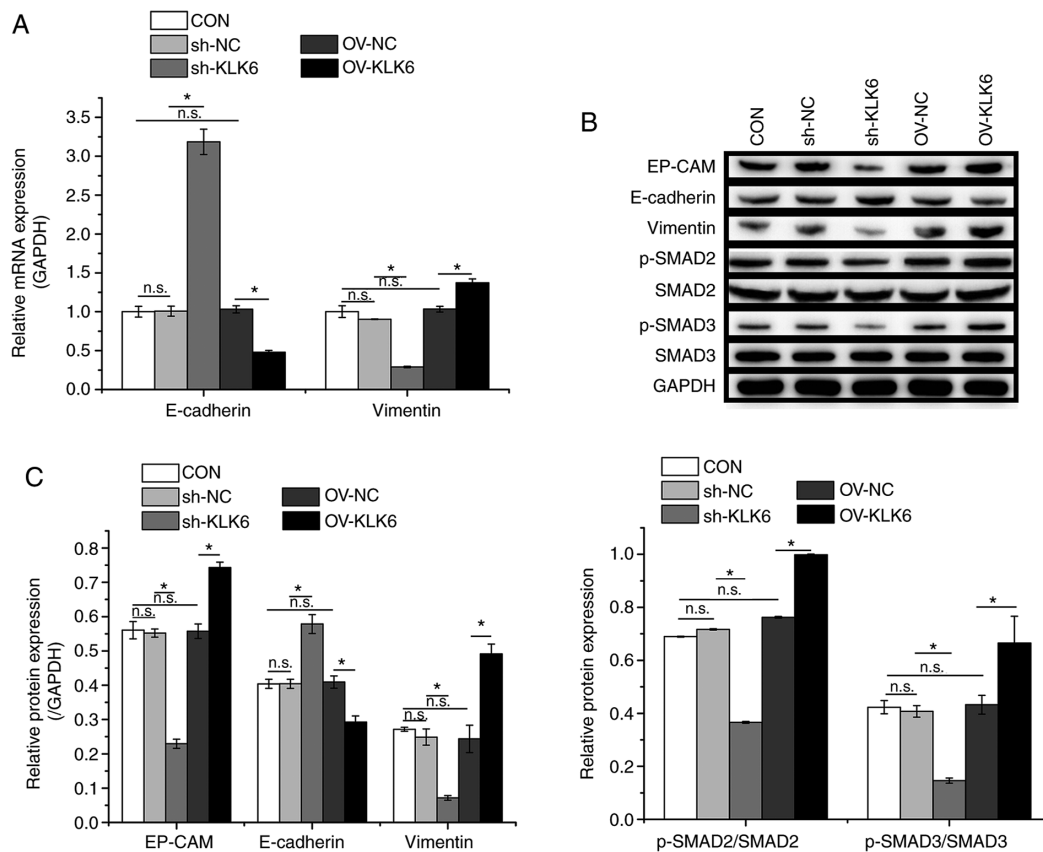 A
CON
sh-NC
sh-KLK6
OV-NC
OV-KLK6
Relative mRNA expression
(GAPDH)
3.5
3.0
2.5
2.0
1.5
1.0
0.5
0.0
*
n.s.
n.s.
*
*
n.s.
n.s.
*
E-cadherin
Vimentin
B
CON
sh-NC
sh-KLK6
OV-NC
OV-KLK6
EP-CAM
E-cadherin
Vimentin
p-SMAD2
SMAD2
p-SMAD3
SMAD3
GAPDH
C
CON
sh-NC
sh-KLK6
OV-NC
OV-KLK6
Relative protein expression
(/GAPDH)
0.8
0.7
0.6
0.4
0.3
0.2
0.1
0.0
*
*
n.s.
n.s.
*
n.s.
n.s.
*
*
*
n.s.
n.s.
EP-CAM
E-cadherin
Vimentin
CON
sh-NC
sh-KLK6
OV-NC
OV-KLK6
Relative protein expression
1.0
0.8
0.6
0.4
0.2
0.0
*
*
n.s.
n.s.
*
*
n.s.
n.s.
p-SMAD2/SMAD2
p-SMAD3/SMAD3